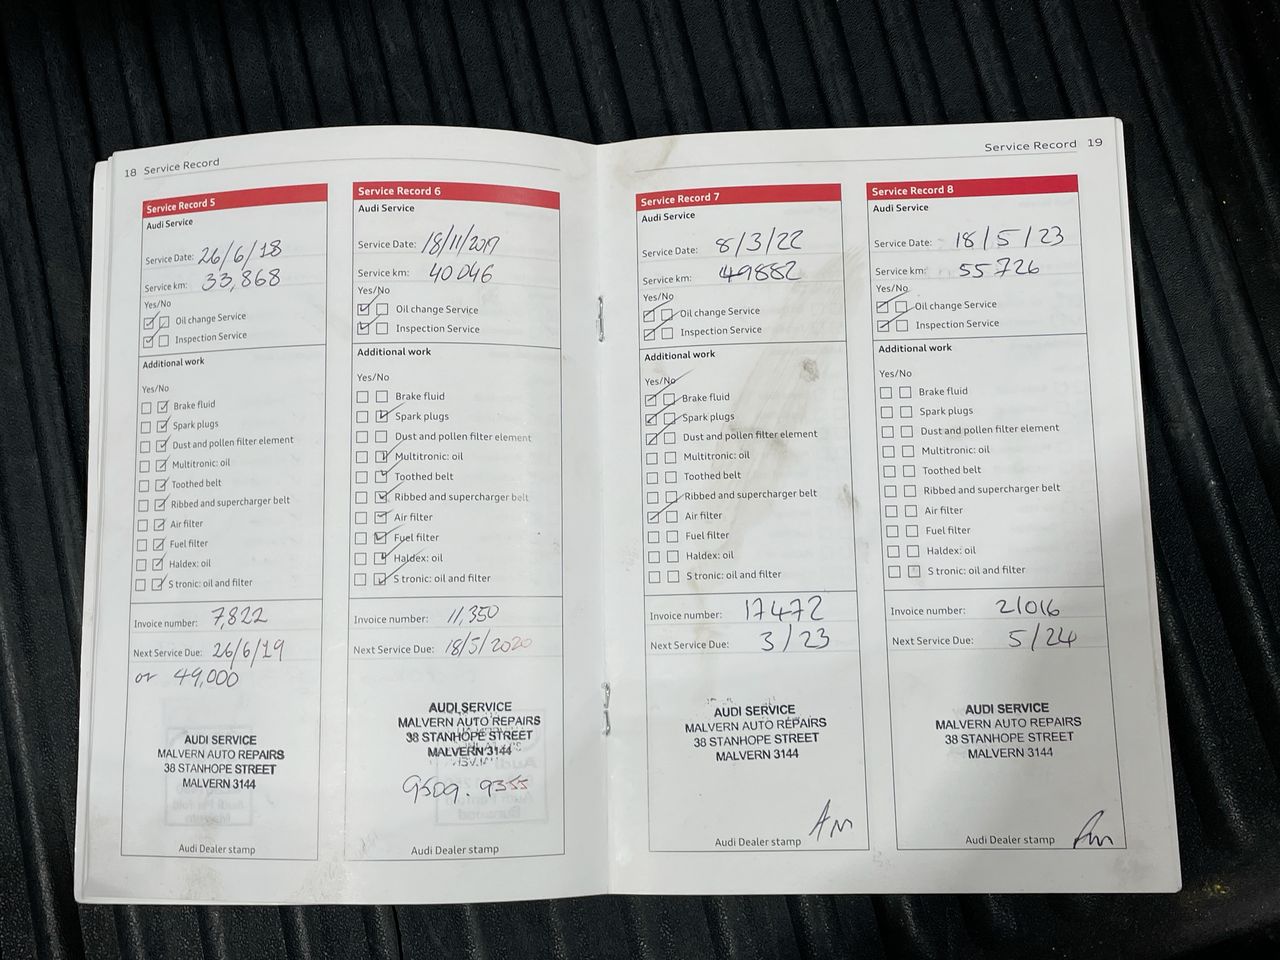 18 Service Record
Service Record 5
Audi Service
Service Date: 26/6/18
Service km: 33,868
Yes/No
Oil change Service
Inspection Service
Additional work
Yes/No
Brake fluid
Spark plugs
Dust and pollen filter element
Multitronic: oil
Toothed belt
Ribbed and supercharger belt
Air filter
Fuel filter
Haldex: oil
S tronic: oil and filter
Invoice number: 7,822
Next Service Due: 26/6/19
or 49,000
AUDI SERVICE
MALVERN AUTO REPAIRS
38 STANHOPE STREET
MALVERN 3144
Audi Dealer stamp
Service Record 6
Audi Service
Service Date: 18/11/2019
Service km: 40046
Yes/No
Oil change Service
Inspection Service
Additional work
Yes/No
Brake fluid
Spark plugs
Dust and pollen filter element
Multitronic: oil
Toothed belt
Ribbed and supercharger belt
Air filter
Fuel filter
Haldex: oil
S tronic: oil and filter
Invoice number: 11,350
Next Service Due: 18/5/2020
AUDI SERVICE
MALVERN AUTO REPAIRS
38 STANHOPE STREET
MALVERN 3144
9509.9355
Audi Dealer stamp
Service Record 19
Service Record 7
Audi Service
Service Date: 8/3/22
Service km: 49882
Yes/No
Oil change Service
Inspection Service
Additional work
Yes/No
Brake fluid
Spark plugs
Dust and pollen filter element
Multitronic: oil
Toothed belt
Ribbed and supercharger belt
Air filter
Fuel filter
Haldex: oil
S tronic: oil and filter
Invoice number: 17472
Next Service Due: 3/23
AUDI SERVICE
MALVERN AUTO REPAIRS
38 STANHOPE STREET
MALVERN 3144
Audi Dealer stamp
Service Record 8
Audi Service
Service Date: 18/5/23
Service km: 55726
Yes/No
Oil change Service
Inspection Service
Additional work
Yes/No
Brake fluid
Spark plugs
Dust and pollen filter element
Multitronic: oil
Toothed belt
Ribbed and supercharger belt
Air filter
Fuel filter
Haldex: oil
S tronic: oil and filter
Invoice number: 21016
Next Service Due: 5/24
AUDI SERVICE
MALVERN AUTO REPAIRS
38 STANHOPE STREET
MALVERN 3144
Audi Dealer stamp